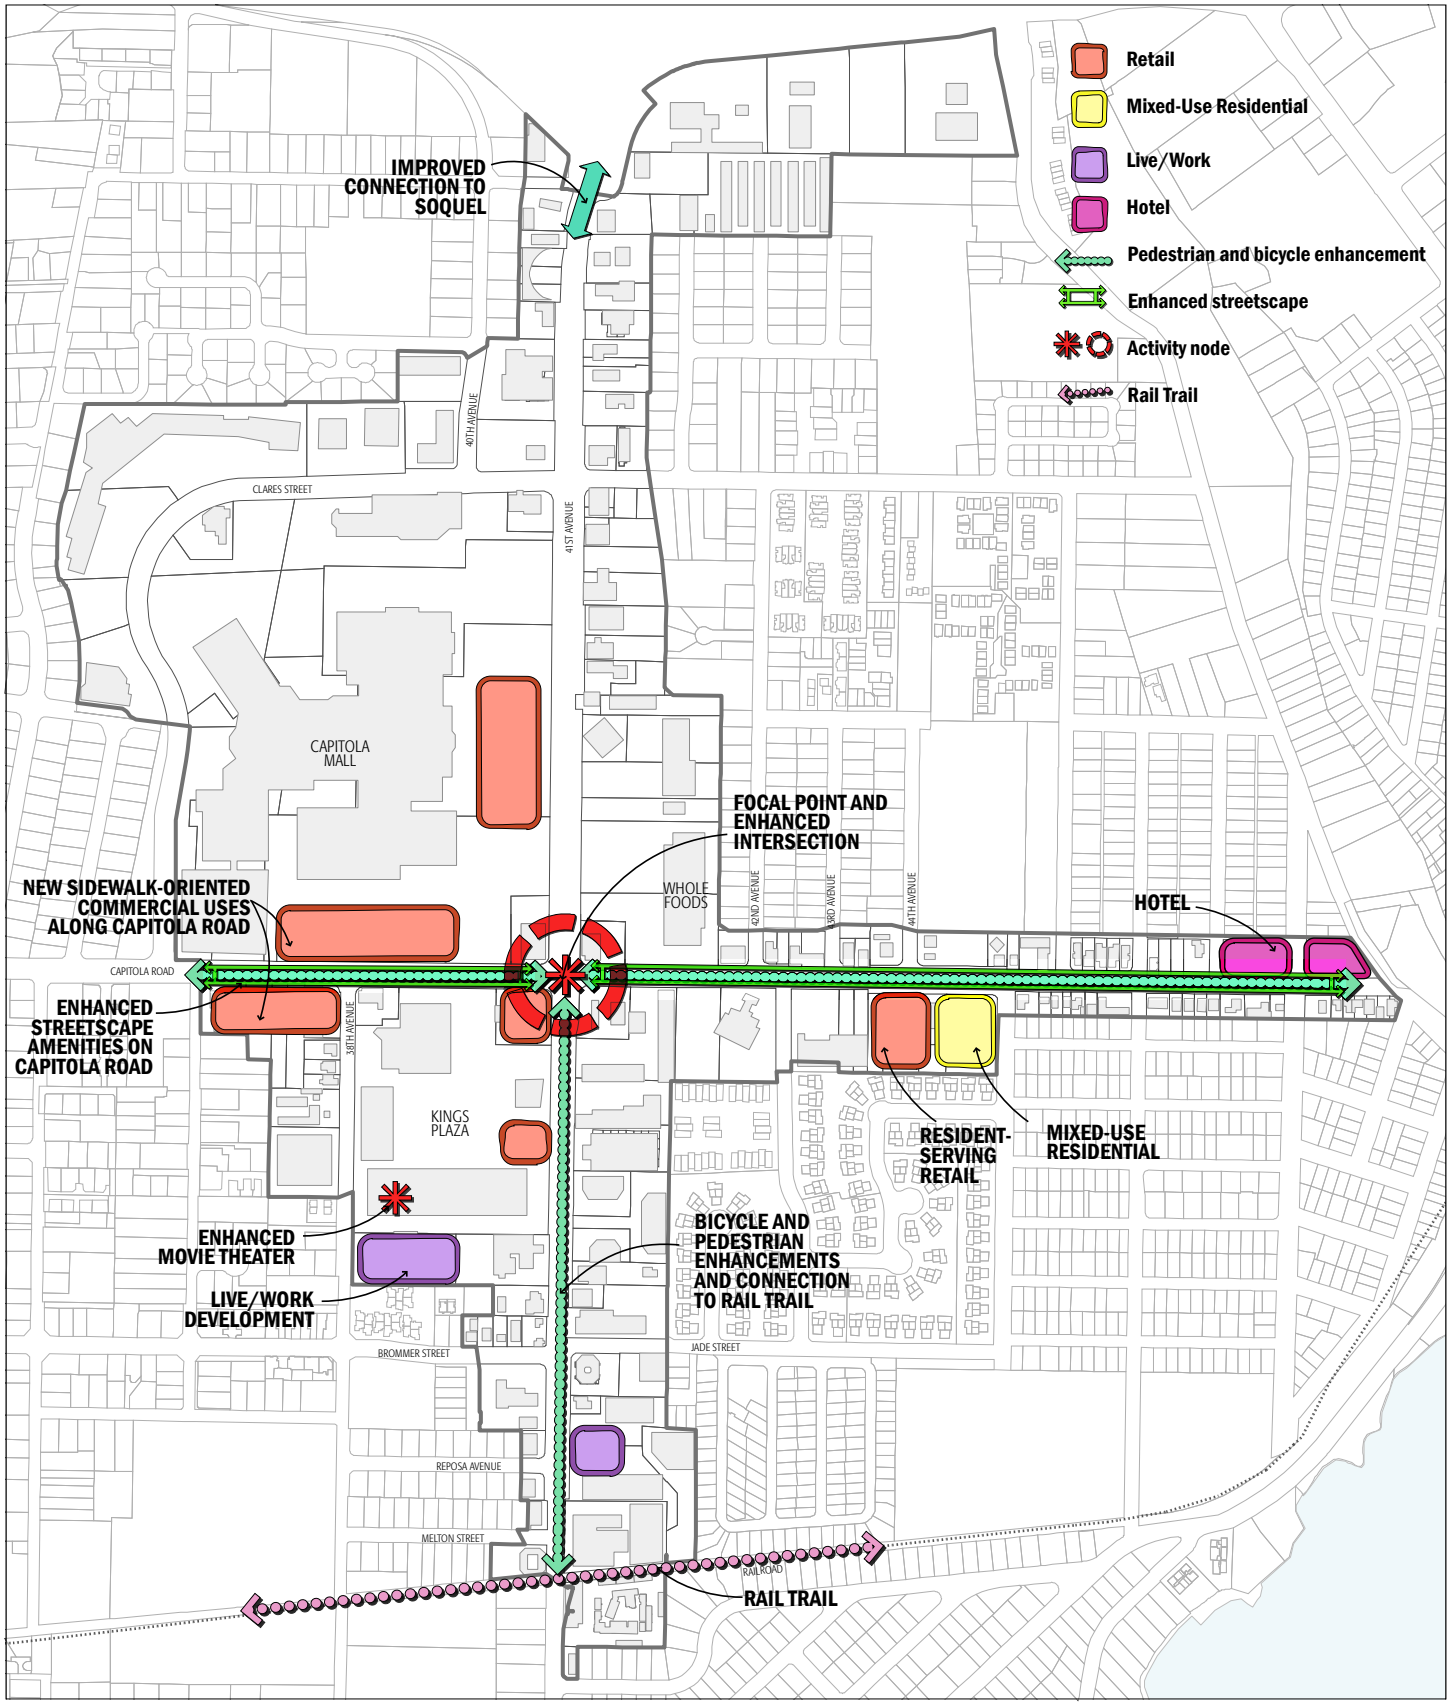 Retail
Mixed-Use Residential
Live/Work
Hotel
Pedestrian and bicycle enhancement
Enhanced streetscape
Activity node
Rail Trail
IMPROVED
CONNECTION TO
SOQUEL
40TH AVENUE
CLARES STREET
41ST AVENUE
CAPITOLA
MALL
FOCAL POINT AND
ENHANCED
INTERSECTION
WHOLE
FOODS
42ND AVENUE
43RD AVENUE
44TH AVENUE
HOTEL
NEW SIDEWALK-ORIENTED
COMMERCIAL USES
ALONG CAPITOLA ROAD
CAPITOLA ROAD
ENHANCED
STREETSCAPE
AMENITIES ON
CAPITOLA ROAD
38TH AVENUE
KINGS
PLAZA
RESIDENT-
SERVING
RETAIL
MIXED-USE
RESIDENTIAL
ENHANCED
MOVIE THEATER
BICYCLE AND
PEDESTRIAN
ENHANCEMENTS
AND CONNECTION
TO RAIL TRAIL
LIVE/WORK
DEVELOPMENT
BROMMER STREET
JADE STREET
REPOSA AVENUE
MELTON STREET
RAILROAD
RAIL TRAIL